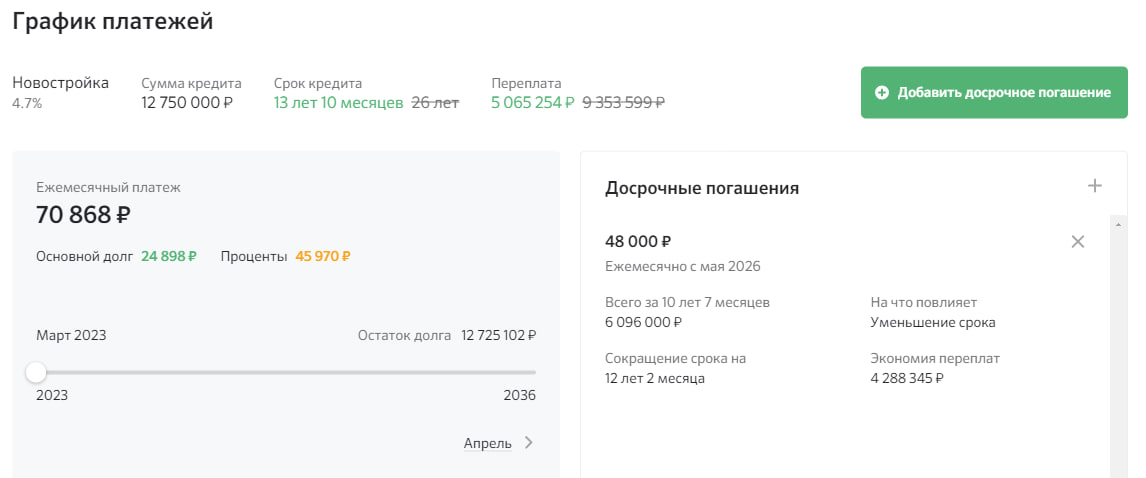 График платежей
Новостройка
4.7%
Сумма кредита
12 750 000 ₽
Срок кредита
13 лет 10 месяцев 26 лет
Переплата
5 065 254 ₽ 9 353 599 ₽
Добавить досрочное погашение
Ежемесячный платеж
70 868 ₽
Основной долг 24 898 ₽ Проценты 45 970 ₽
Март 2023 Остаток долга 12 725 102 ₽
2023 2036
Апрель
Досрочные погашения
48 000 ₽
Ежемесячно с мая 2026
Всего за 10 лет 7 месяцев
6 096 000 ₽
На что повлияет
Уменьшение срока
Сокращение срока на
12 лет 2 месяца
Экономия переплат
4 288 345 ₽